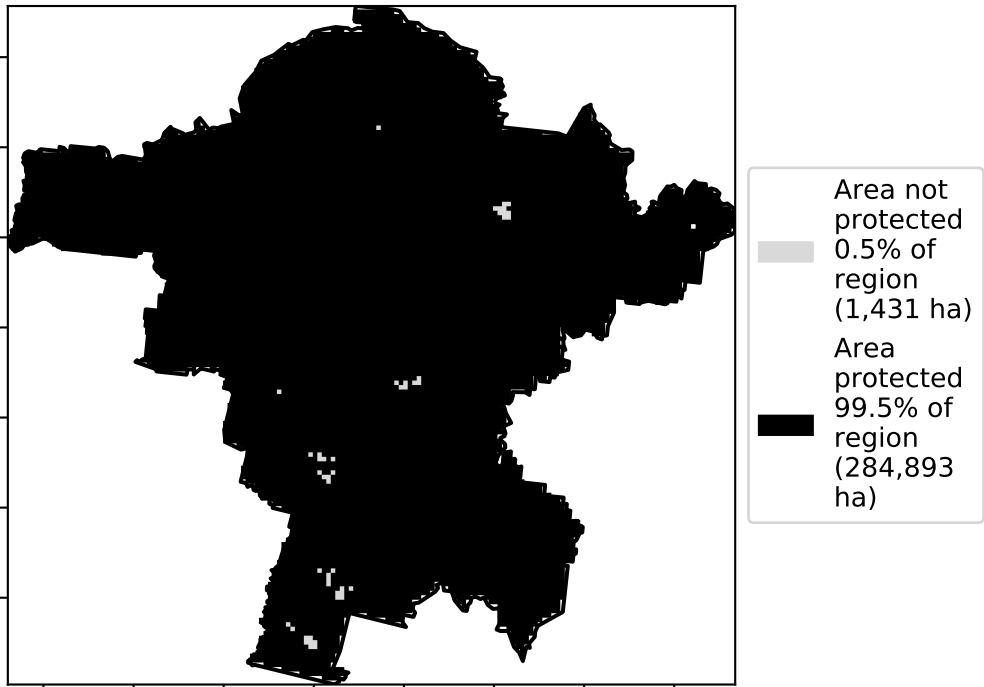 Area not
protected
0.5% of
region
(1,431 ha)
Area
protected
99.5% of
region
(284,893
ha)